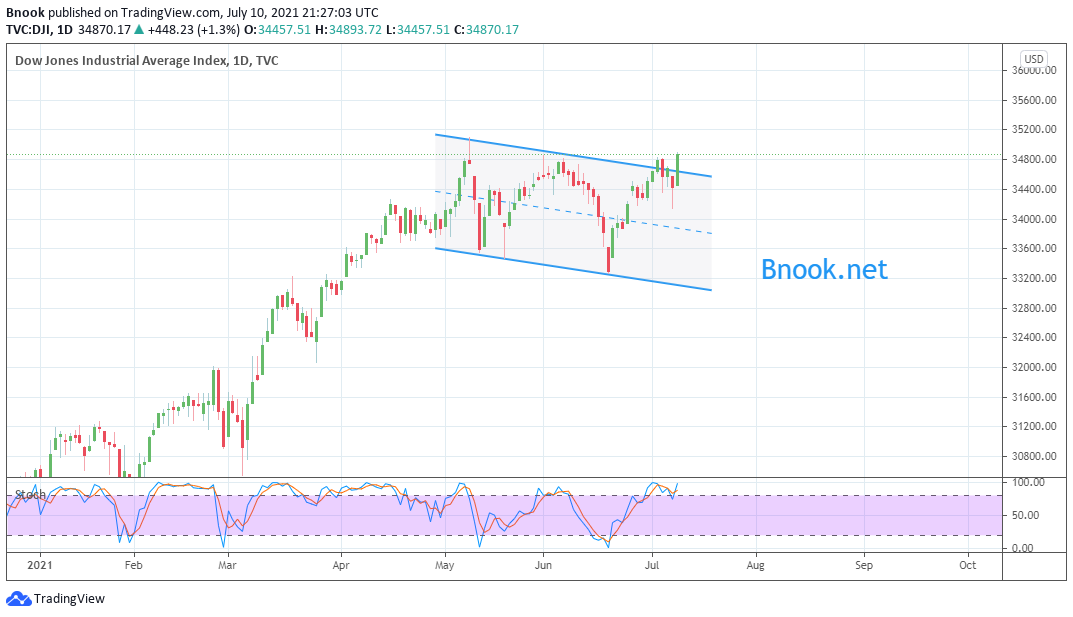 Bnook published on TradingView.com, July 10, 2021 21:27:03 UTC
TVC:DJI, 1D 34870.17 ▲ +448.23 (+1.3%) O:34457.51 H:34893.72 L:34457.51 C:34870.17
Dow Jones Industrial Average Index, 1D, TVC
USD
36000.00
35600.00
35200.00
34800.00
34400.00
34000.00
33600.00
33200.00
32800.00
32400.00
32000.00
31600.00
31200.00
30800.00
Bnook.net
Stoch
100.00
50.00
0.00
2021 Feb Mar Apr May Jun Jul Aug Sep Oct
TradingView